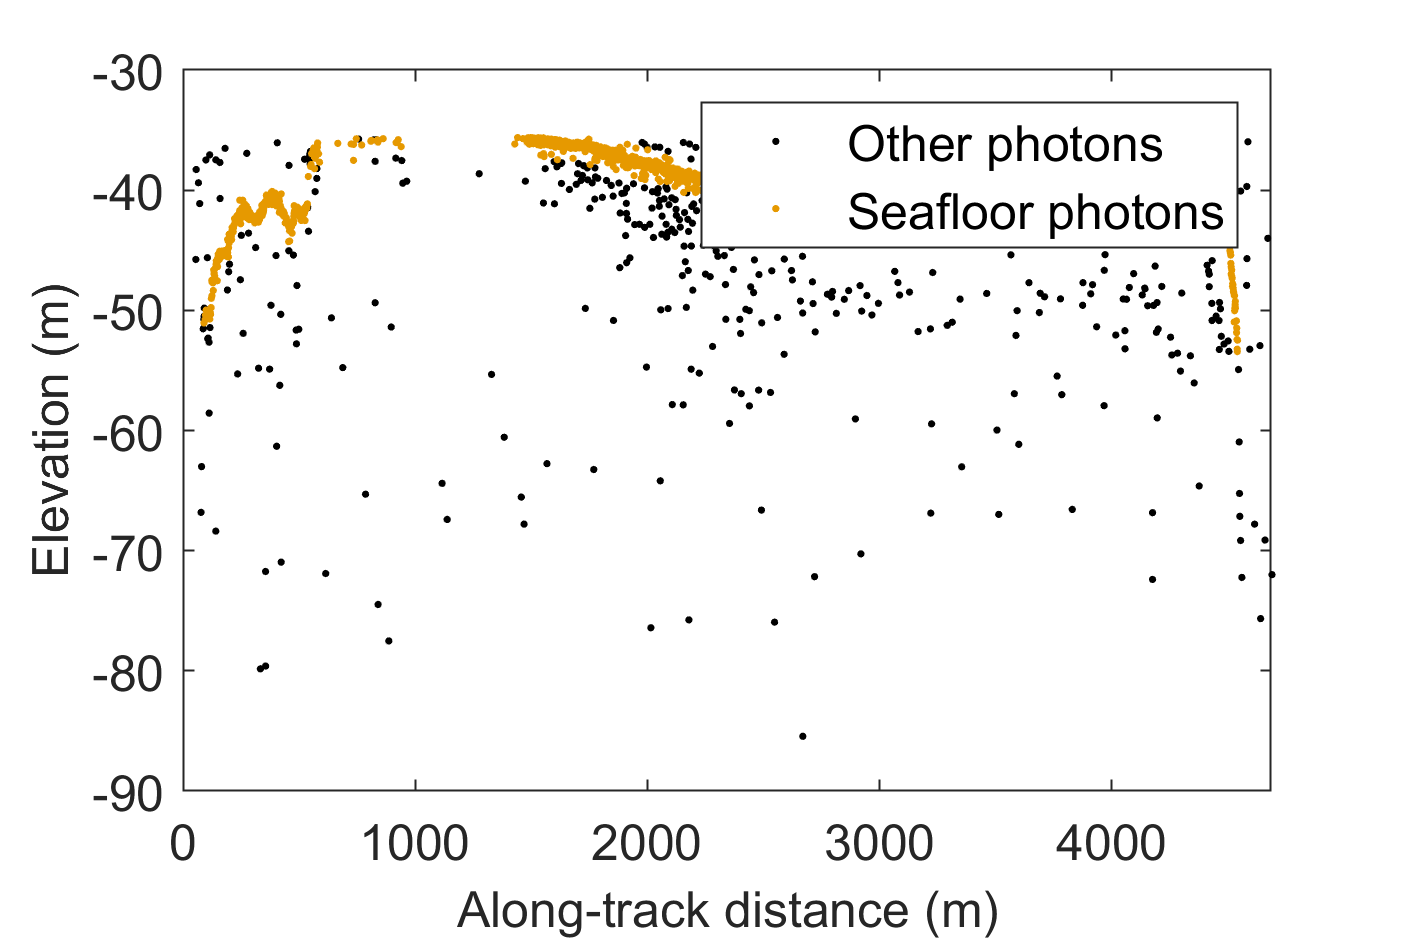 -30
-40
-50
-60
-70
-80
-90
Elevation (m)
Other photons
Seafloor photons
0 1000 2000 3000 4000
Along-track distance (m)